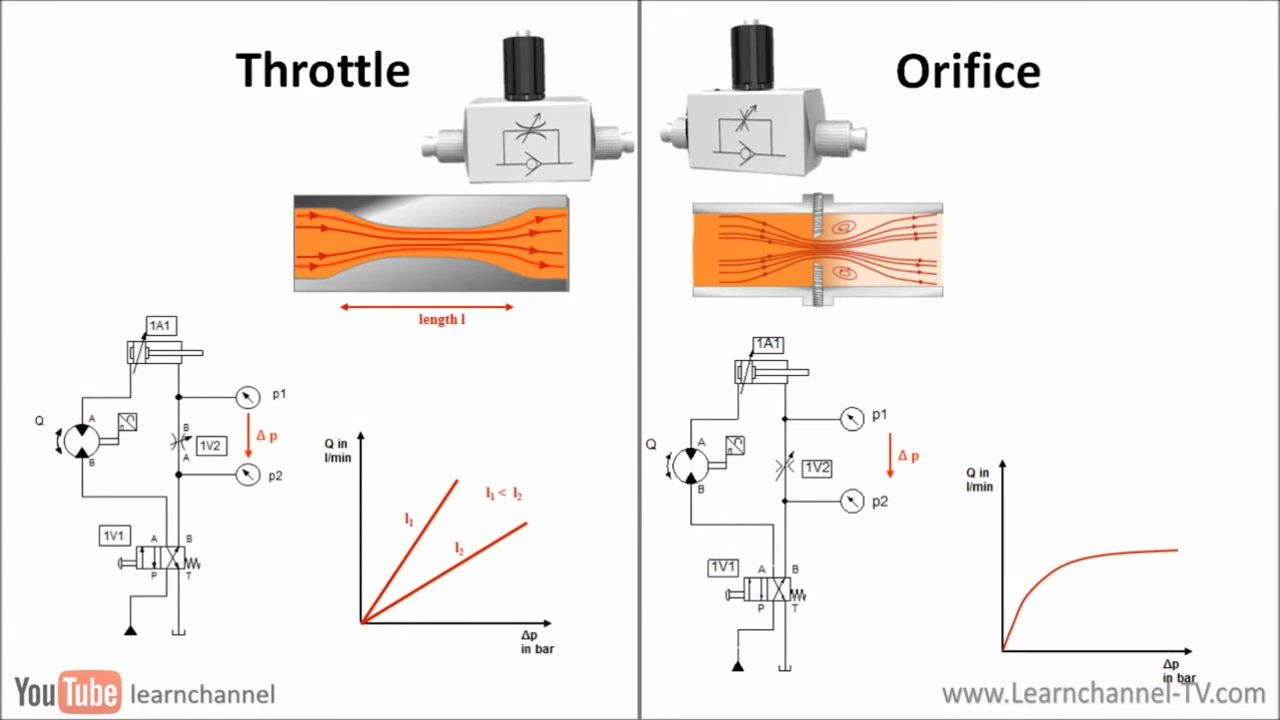 Throttle
length l
1A1
Q
A
B
p1
B
A
1V2
Δ p
p2
1V1
A
B
P
T
Q in
l/min
l₁ < l₂
l₁
l₂
Δp
in bar
YouTube learnchannel
Orifice
1A1
Q
A
B
p1
1V2
Δ p
p2
1V1
A
B
P
T
Q in
l/min
Δp
in bar
www.Learnchannel-TV.com